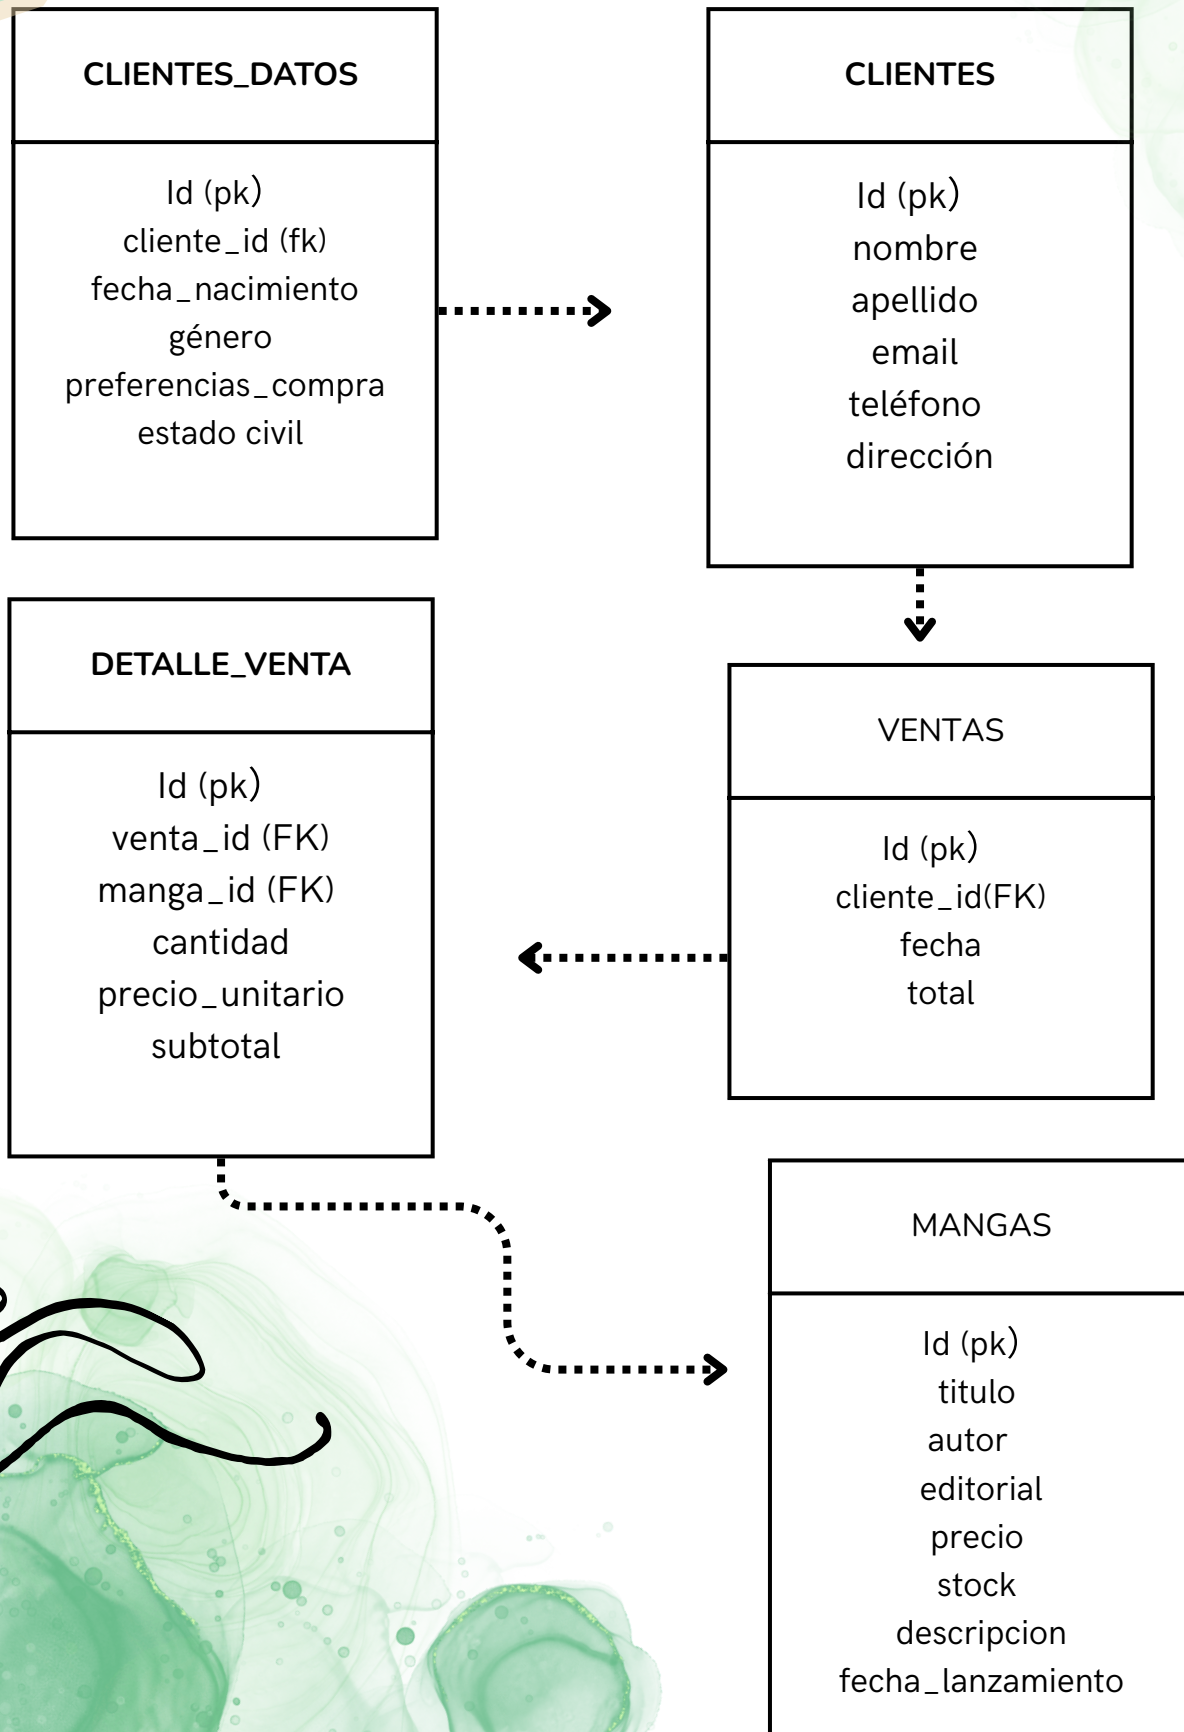 CLIENTES_DATOS
Id (pk)
cliente_id (fk)
fecha_nacimiento
género
preferencias_compra
estado civil
CLIENTES
Id (pk)
nombre
apellido
email
teléfono
dirección
DETALLE_VENTA
Id (pk)
venta_id (FK)
manga_id (FK)
cantidad
precio_unitario
subtotal
VENTAS
Id (pk)
cliente_id(FK)
fecha
total
MANGAS
Id (pk)
titulo
autor
editorial
precio
stock
descripcion
fecha_lanzamiento